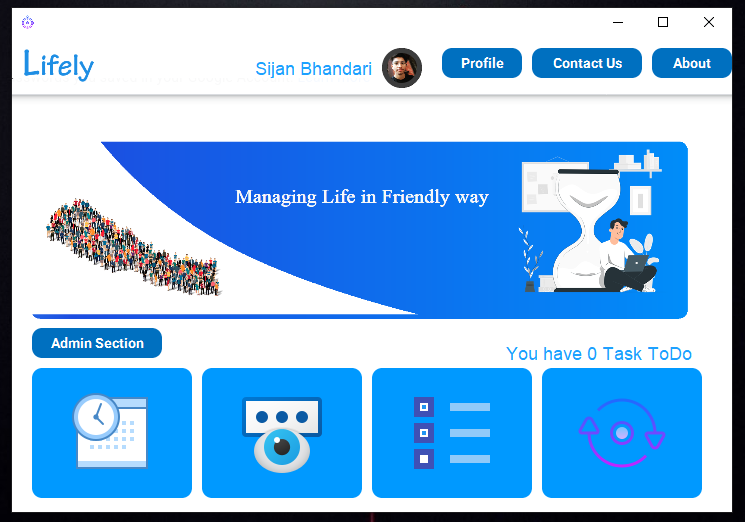 Lifely
Sijan Bhandari
Profile
Contact Us
About
Managing Life in Friendly way
Admin Section
You have 0 Task ToDo